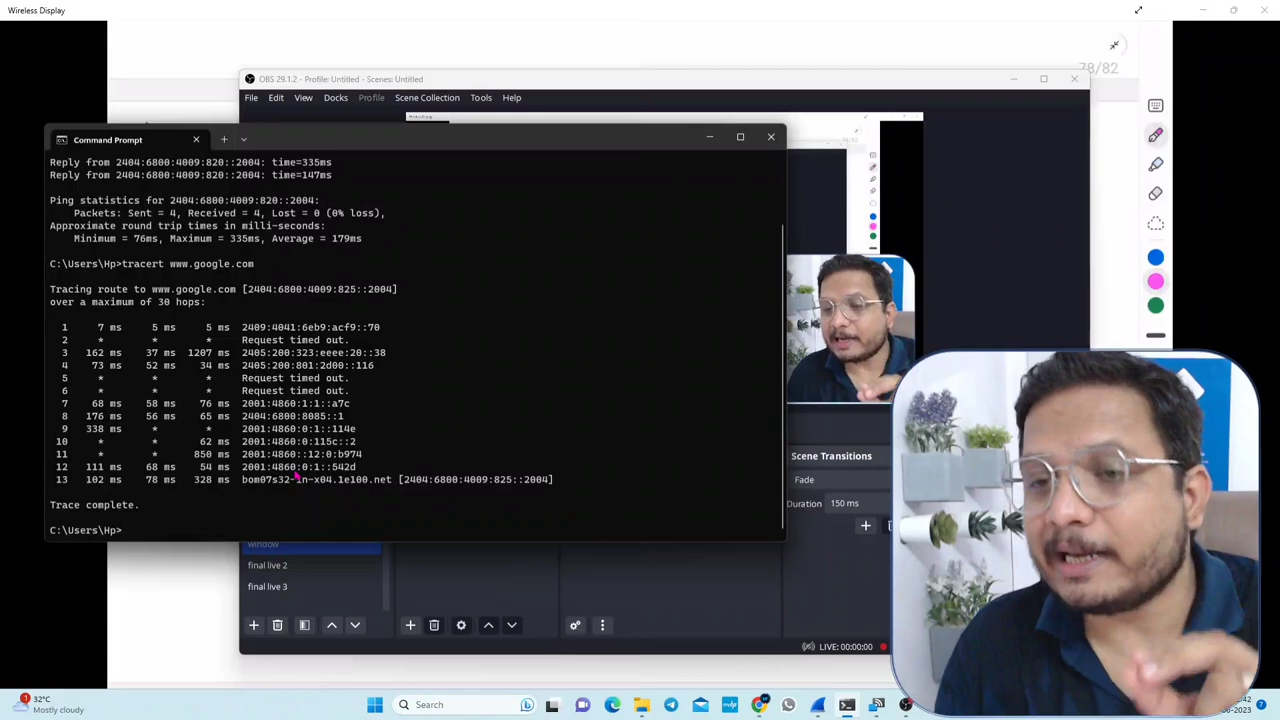 Wireless Display
78/82
OBS 29.1.2 - Profile: Untitled - Scenes: Untitled
File Edit View Docks Profile Scene Collection Tools Help
Command Prompt
Reply from 2404:6800:4009:820::2004: time=335ms
Reply from 2404:6800:4009:820::2004: time=147ms
Ping statistics for 2404:6800:4009:820::2004:
Packets: Sent = 4, Received = 4, Lost = 0 (0% loss),
Approximate round trip times in milli-seconds:
Minimum = 76ms, Maximum = 335ms, Average = 179ms
C:\Users\Hp>tracert www.google.com
Tracing route to www.google.com [2404:6800:4009:825::2004]
over a maximum of 30 hops:
1 7 ms 5 ms 5 ms 2409:4041:6eb9:acf9::70
2 * * * Request timed out.
3 162 ms 37 ms 1207 ms 2405:200:323:eeee:20::38
4 73 ms 52 ms 34 ms 2405:200:801:2d00::116
5 * * * Request timed out.
6 * * * Request timed out.
7 68 ms 58 ms 76 ms 2001:4860:1:1::a7c
8 176 ms 56 ms 65 ms 2404:6800:8085::1
9 338 ms * * 2001:4860:0:1::114e
10 * * 62 ms 2001:4860:0:115c::2
11 * * 850 ms 2001:4860::12:0:b974
12 111 ms 68 ms 54 ms 2001:4860:0:1::542d
13 102 ms 78 ms 328 ms bom07s32-in-x04.1e100.net [2404:6800:4009:825::2004]
Trace complete.
C:\Users\Hp>
Scene Transitions
Fade
Duration 150 ms
window
final live 2
final live 3
LIVE: 00:00:00
32°C
Mostly cloudy
Search